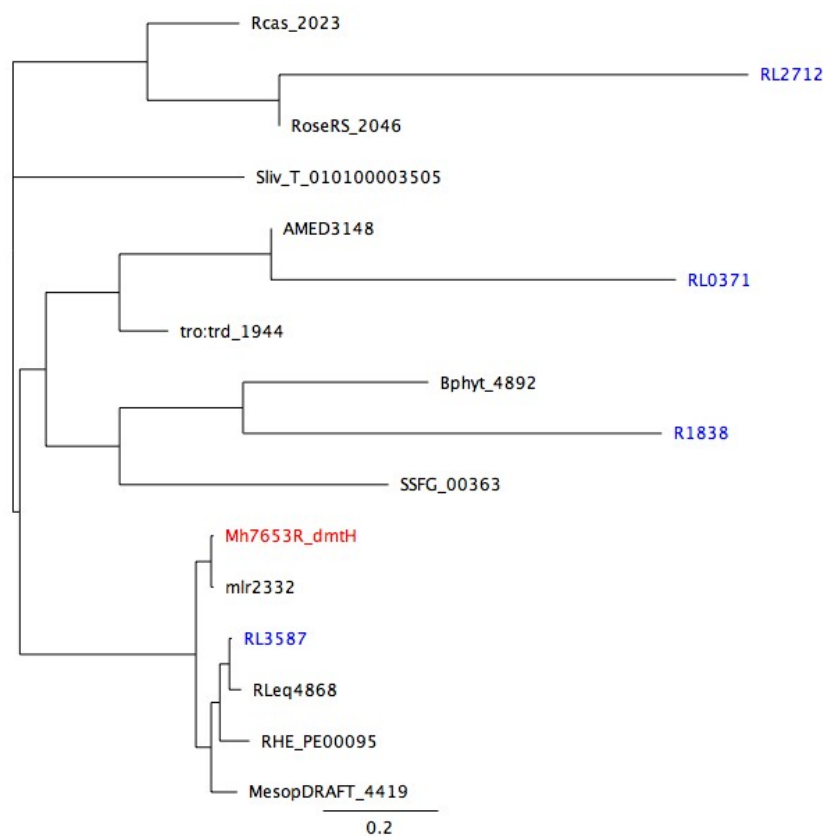 Rcas_2023
RL2712
RoseRS_2046
Sliv_T_010100003505
AMED3148
RL0371
tro:trd_1944
Bphyt_4892
R1838
SSFG_00363
Mh7653R_dmtH
mlr2332
RL3587
RLeq4868
RHE_PE00095
MesopDRAFT_4419
0.2